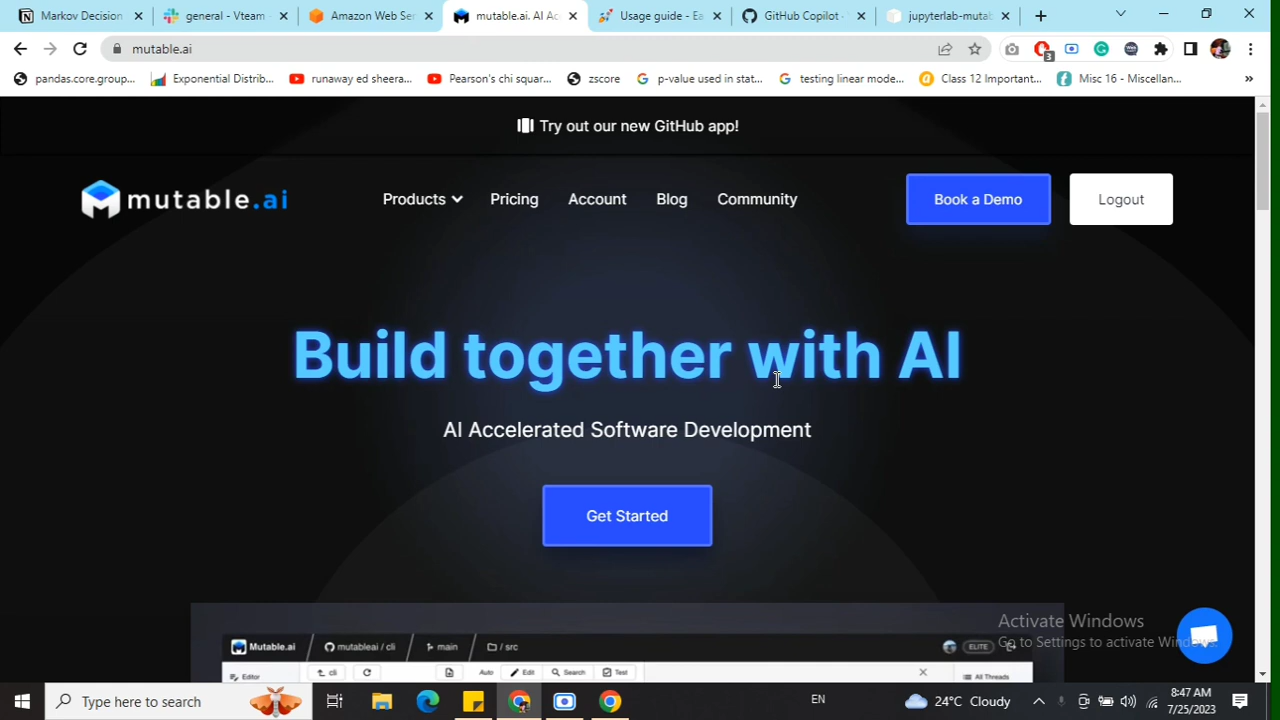 Markov Decision
general - Vteam
Amazon Web Ser
mutable.ai. AI Ac
Usage guide - Ea
GitHub Copilot ·
jupyterlab-mutab
mutable.ai
3
pandas.core.group...
Exponential Distrib...
runaway ed sheera...
Pearson's chi squar...
zscore
p-value used in stat...
testing linear mode...
Class 12 Important...
Misc 16 - Miscellan...
»
Try out our new GitHub app!
mutable.ai
Products
Pricing
Account
Blog
Community
Book a Demo
Logout
Build together with AI
AI Accelerated Software Development
Get Started
Mutable.ai
mutableai / cli
main
/ src
ELITE
Editor
cli
Auto
Edit
Search
Test
All Threads
Activate Windows
Go to Settings to activate Windows.
Type here to search
EN
24°C Cloudy
8:47 AM
7/25/2023